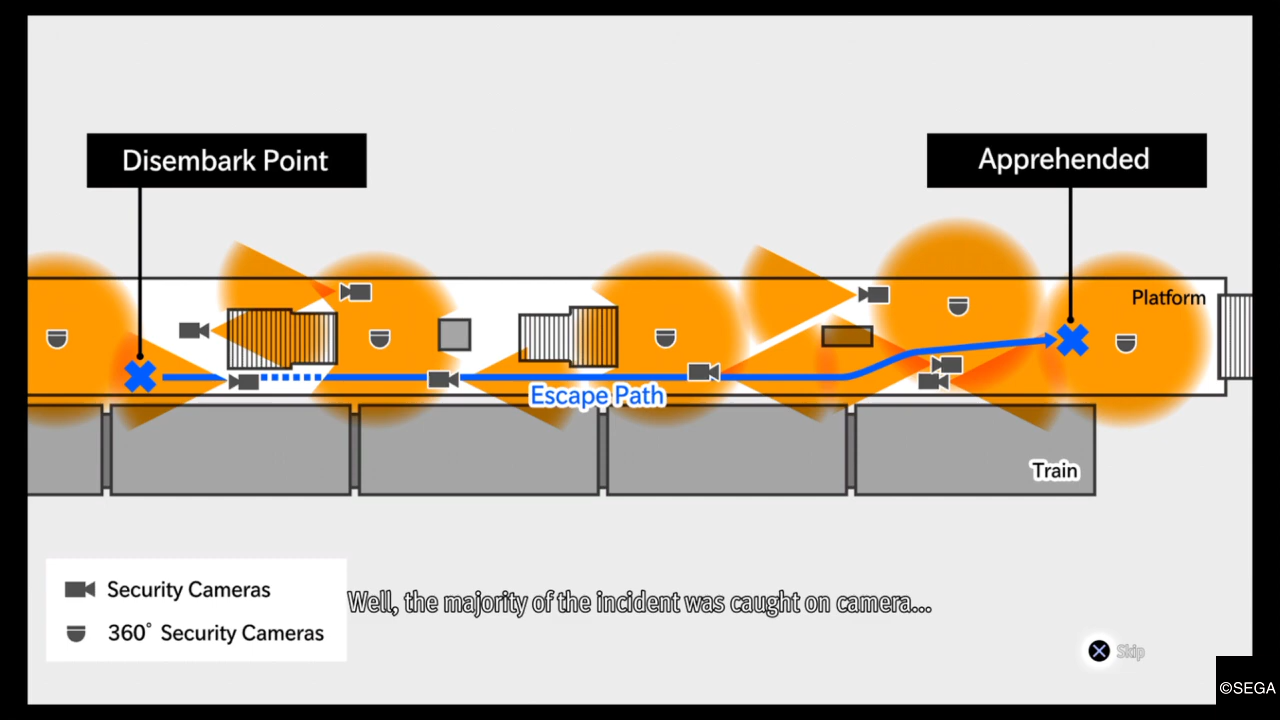 Disembark Point
Apprehended
Platform
Escape Path
Train
Security Cameras
360° Security Cameras
Well, the majority of the incident was caught on camera...
Skip
©SEGA